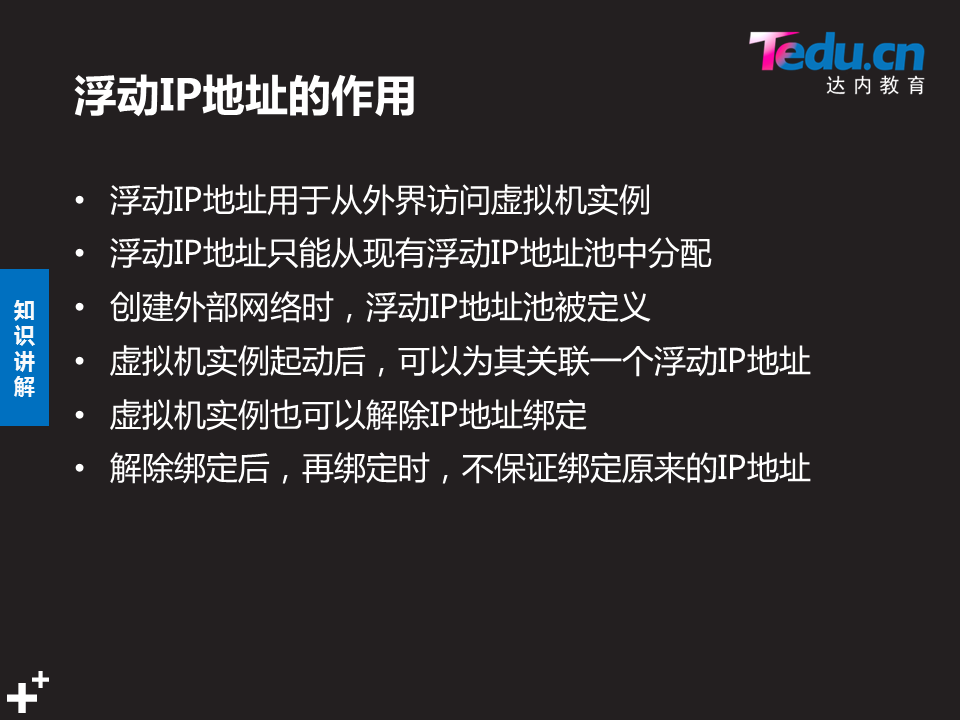 Tedu.cn
达内教育
浮动IP地址的作用
• 浮动IP地址用于从外界访问虚拟机实例
• 浮动IP地址只能从现有浮动IP地址池中分配
• 创建外部网络时，浮动IP地址池被定义
• 虚拟机实例起动后，可以为其关联一个浮动IP地址
• 虚拟机实例也可以解除IP地址绑定
• 解除绑定后，再绑定时，不保证绑定原来的IP地址
知识讲解